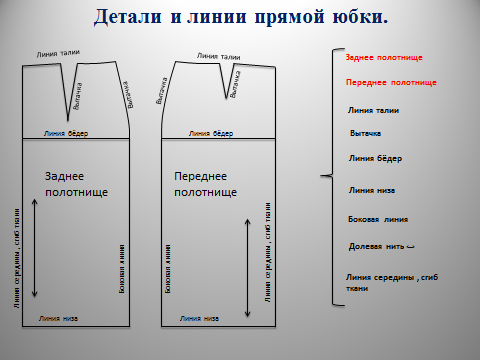 Детали и линии прямой юбки.
Линия талии
Вытачка
Вытачка
Линия бёдер
Заднее
полотнище
Линия середины , сгиб ткани
Боковая линия
Линия низа
Линия талии
Вытачка
Вытачка
Линия бёдер
Переднее
полотнище
Боковая линия
Линия середины , сгиб ткани
Линия низа
Заднее полотнище
Переднее полотнище
Линия талии
Вытачка
Линия бёдер
Линия низа
Боковая линия
Долевая нить
Линия середины , сгиб
ткани